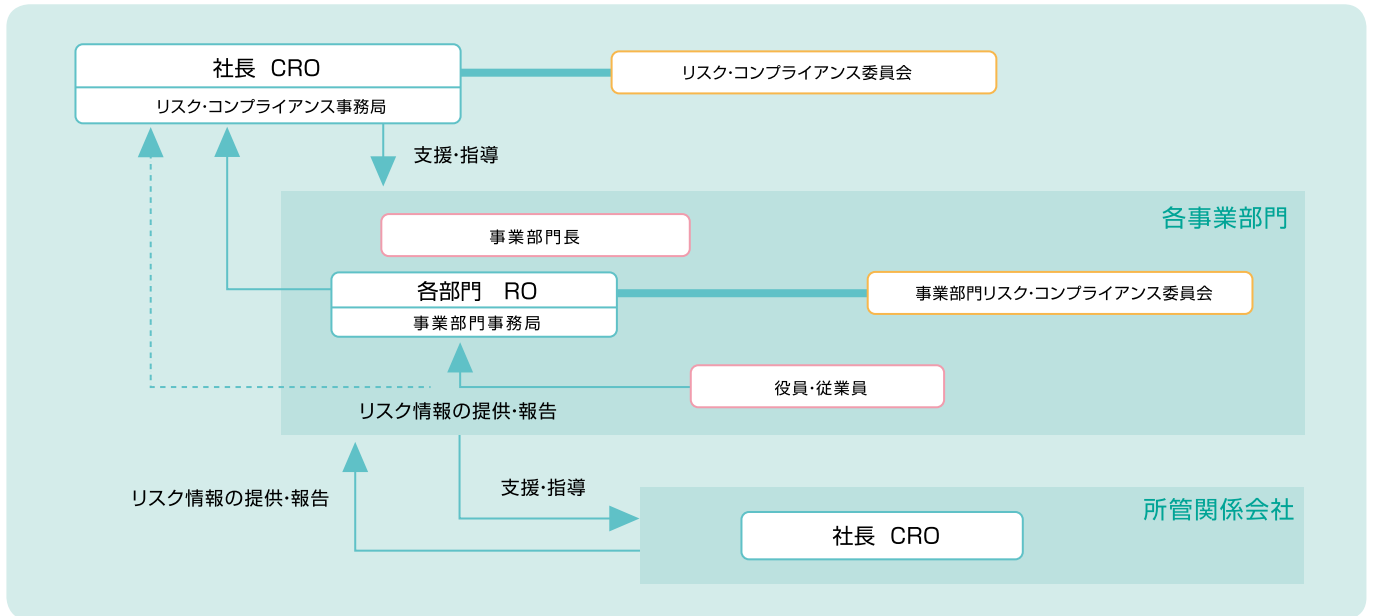 社長 CRO
リスク・コンプライアンス事務局
リスク・コンプライアンス委員会
支援・指導
各事業部門
事業部門長
各部門 RO
事業部門事務局
事業部門リスク・コンプライアンス委員会
役員・従業員
リスク情報の提供・報告
リスク情報の提供・報告
支援・指導
所管関係会社
社長 CRO